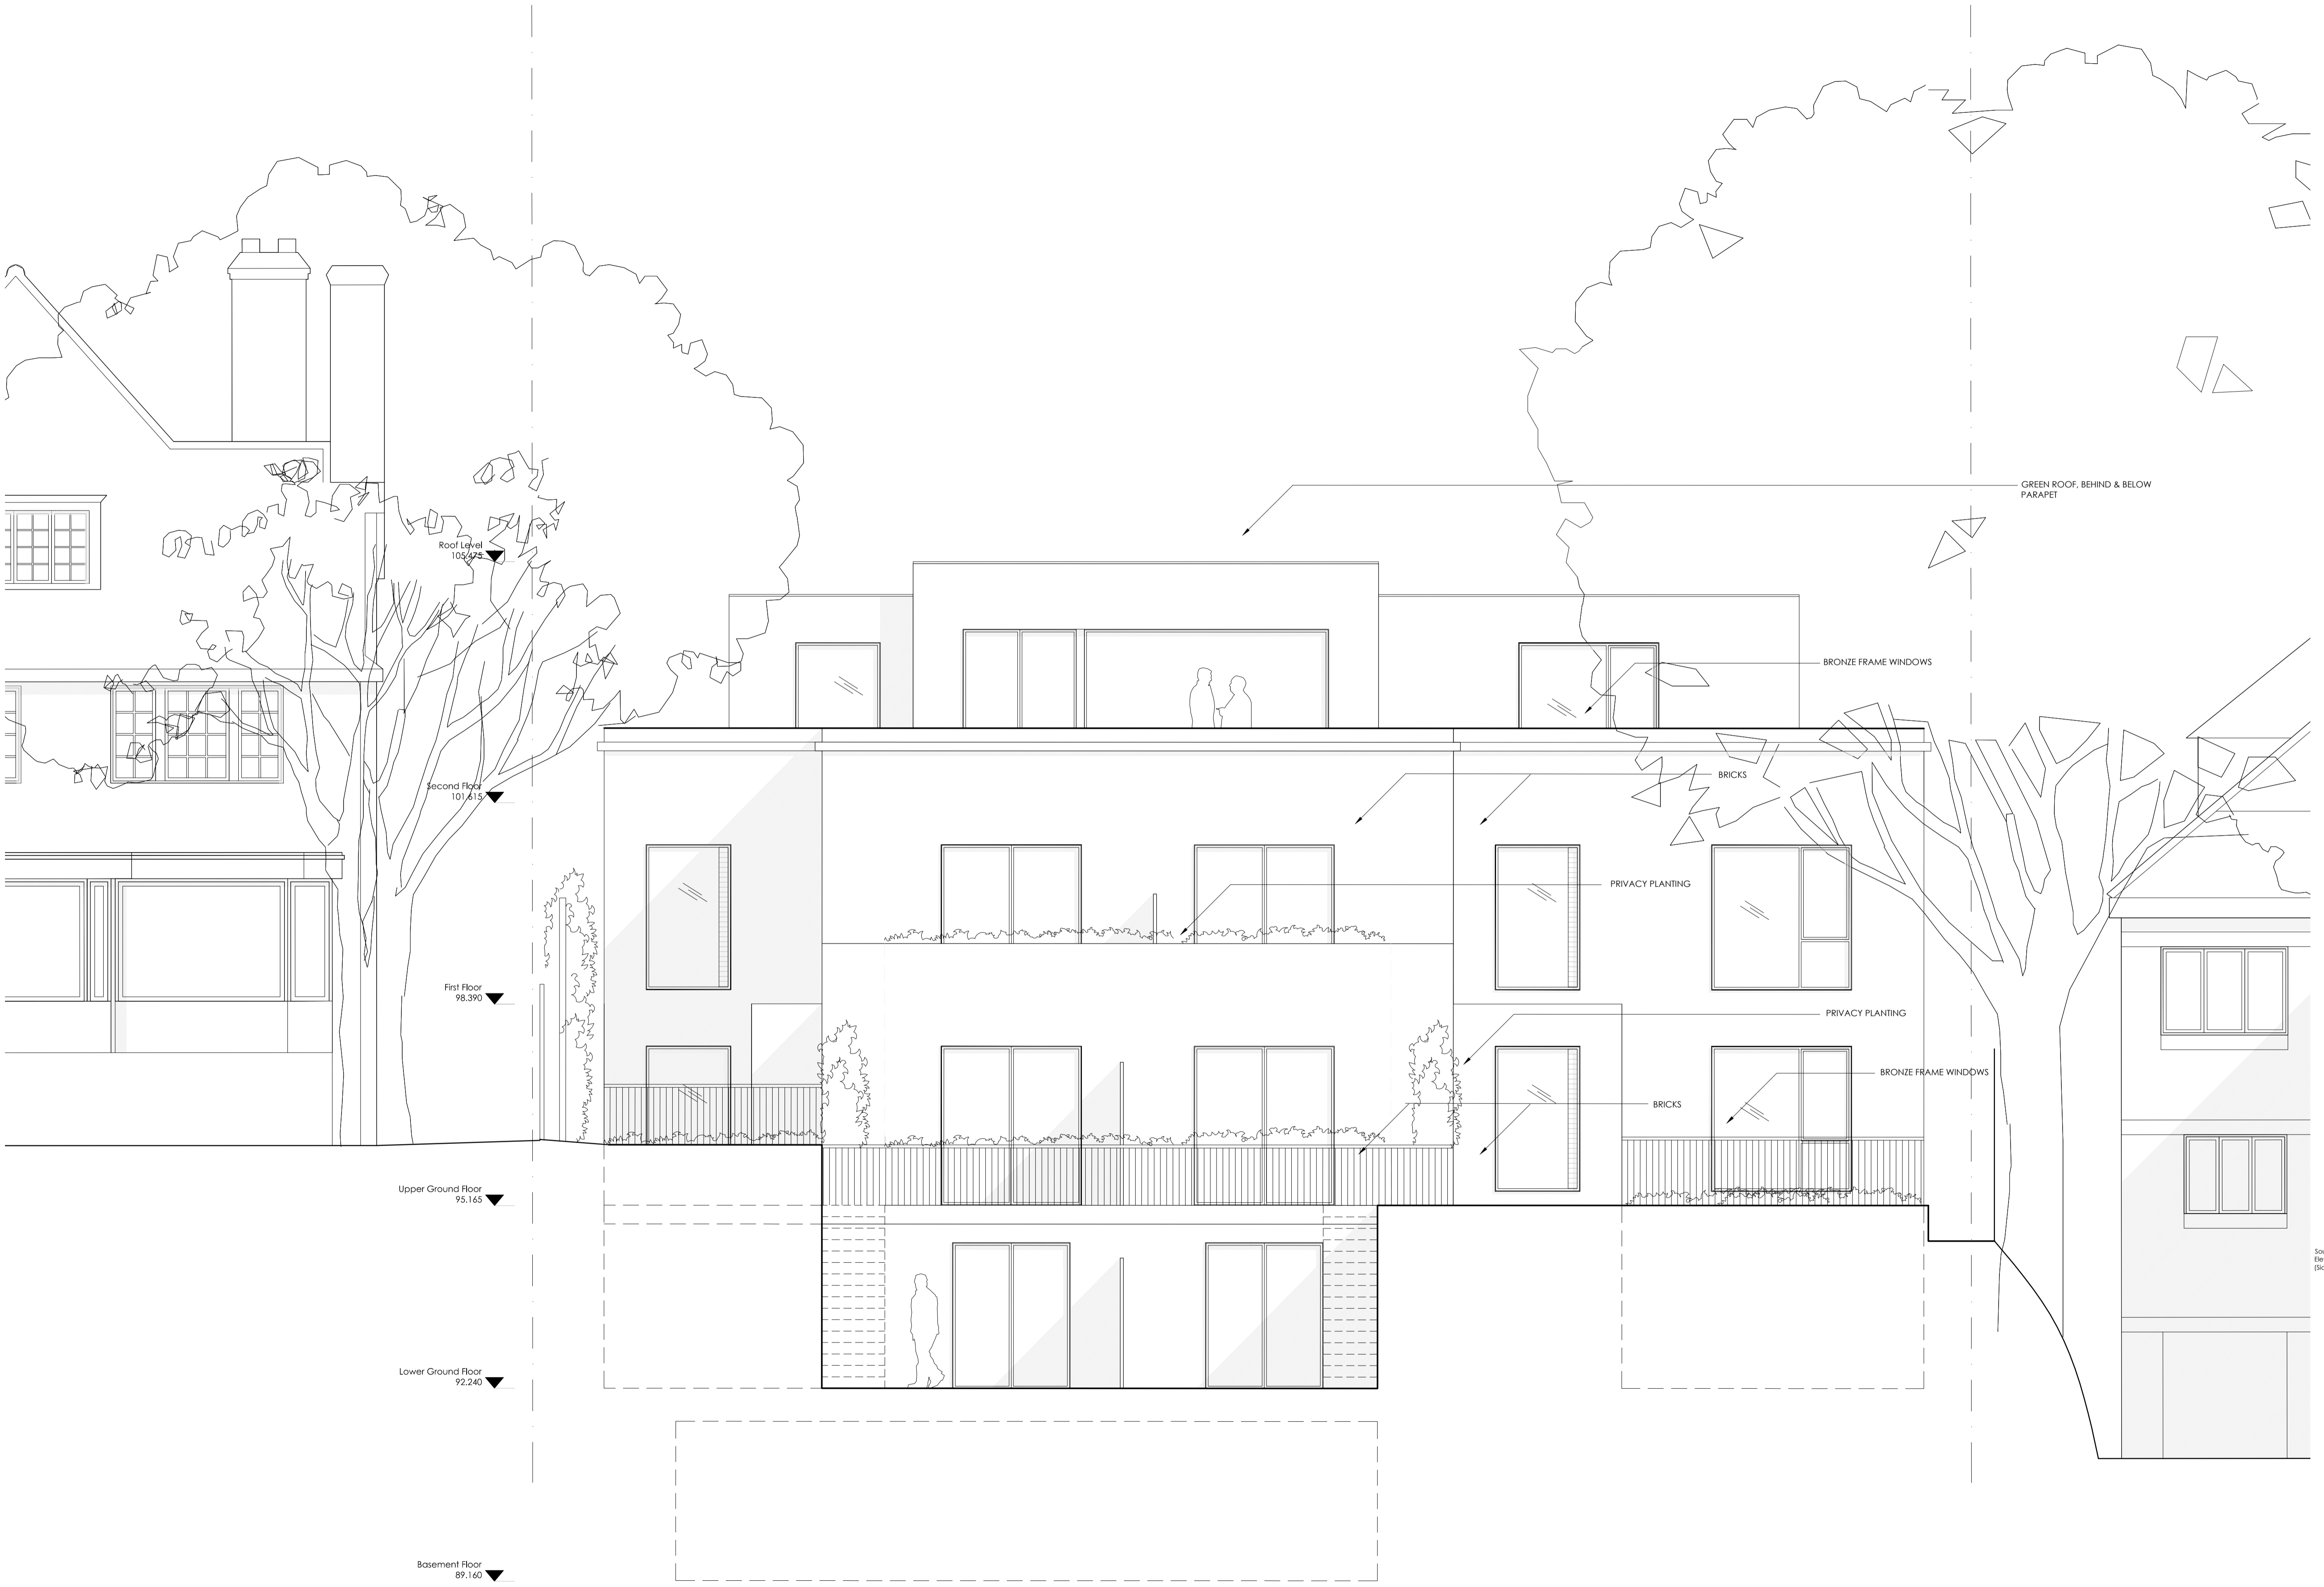 GREEN ROOF, BEHIND & BELOW
PARAPET
Roof Level
105.475
BRONZE FRAME WINDOWS
BRICKS
Second Floor
101.615
PRIVACY PLANTING
First Floor
98.390
PRIVACY PLANTING
BRONZE FRAME WINDOWS
BRICKS
Upper Ground Floor
95.165
Lower Ground Floor
92.240
Basement Floor
89.160